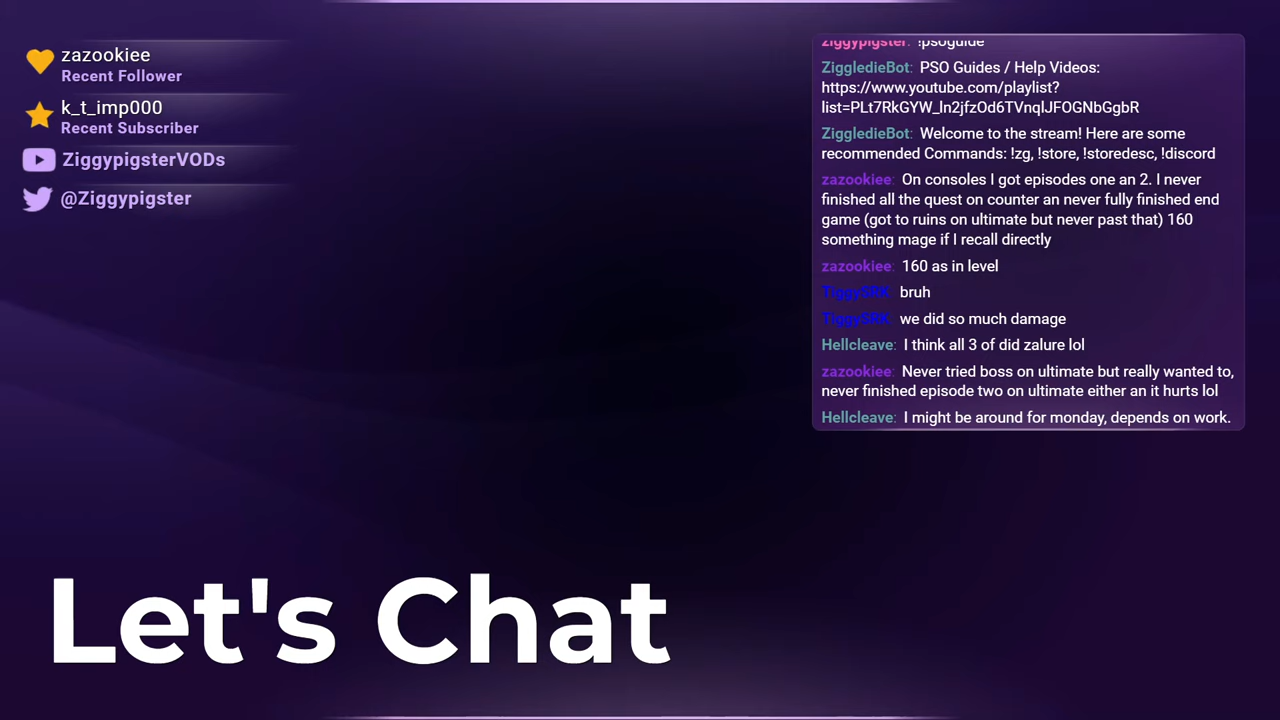 zazookiee
Recent Follower
k_t_imp000
Recent Subscriber
ZiggypigsterVODs
@Ziggypigster
ziggypigster: !psoguide
ZiggledieBot: PSO Guides / Help Videos:
https://www.youtube.com/playlist?
list=PLt7RkGYW_ln2jfzOd6TVnqlJFOGNbGgbR
ZiggledieBot: Welcome to the stream! Here are some
recommended Commands: !zg, !store, !storedesc, !discord
zazookiee: On consoles I got episodes one an 2. I never
finished all the quest on counter an never fully finished end
game (got to ruins on ultimate but never past that) 160
something mage if I recall directly
zazookiee: 160 as in level
TiggySRK: bruh
TiggySRK: we did so much damage
Hellcleave: I think all 3 of did zalure lol
zazookiee: Never tried boss on ultimate but really wanted to,
never finished episode two on ultimate either an it hurts lol
Hellcleave: I might be around for monday, depends on work.
Let's Chat